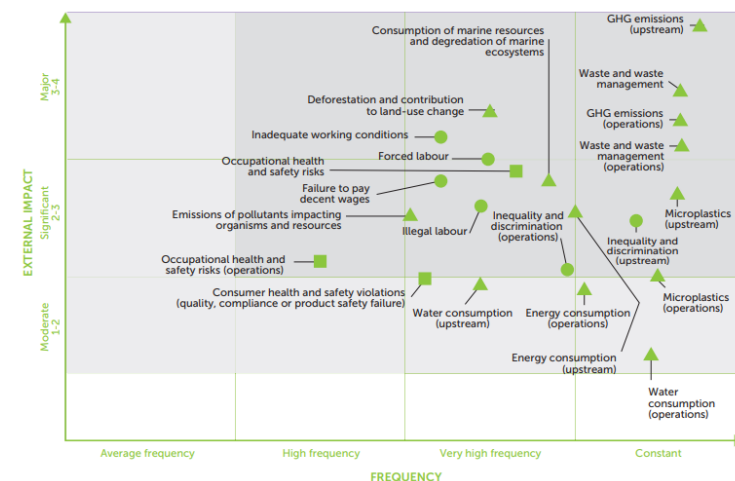 GHG emissions
(upstream)
Consumption of marine resources
and degredation of marine
ecosystems
Waste and waste
management
Deforestation and contribution
to land-use change
GHG emissions
(operations)
Inadequate working conditions
Forced labour
Waste and waste
management
(operations)
Occupational health
and safety risks
Failure to pay
decent wages
Emissions of pollutants impacting
organisms and resources
Illegal labour
Inequality and
discrimination
(operations)
Microplastics
(upstream)
Inequality and
discrimination
(upstream)
Occupational health and
safety risks (operations)
Consumer health and safety violations
(quality, compliance or product safety failure)
Water consumption
(upstream)
Energy consumption
(operations)
Microplastics
(operations)
Energy consumption
(upstream)
Water
consumption
(operations)
EXTERNAL IMPACT
Major
3-4
Significant
2-3
Moderate
1-2
Average frequency
High frequency
Very high frequency
Constant
FREQUENCY